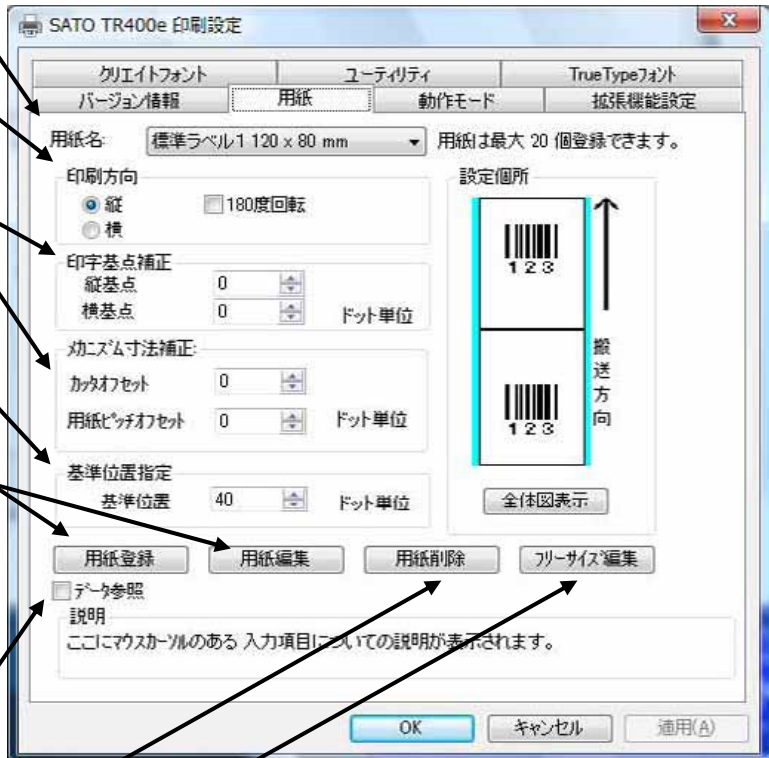 SATO TR400e 印刷設定
クリエイトフォント ユーティリティ TrueTypeフォント
バージョン情報 用紙 動作モード 拡張機能設定
用紙名: 標準ラベル1 120 x 80 mm 用紙は最大 20 個登録できます。
印刷方向
縦 180度回転
横
設定個所
123
123
搬送方向
全体図表示
印字基点補正
縦基点 0
横基点 0 ドット単位
メカニズム寸法補正:
カッタオフセット 0
用紙ピッチオフセット 0 ドット単位
基準位置指定
基準位置 40 ドット単位
用紙登録 用紙編集 用紙削除 フリーサイズ編集
データ参照
説明
ここにマウスカーソルのある 入力項目についての説明が表示されます。
OK キャンセル 適用(A)